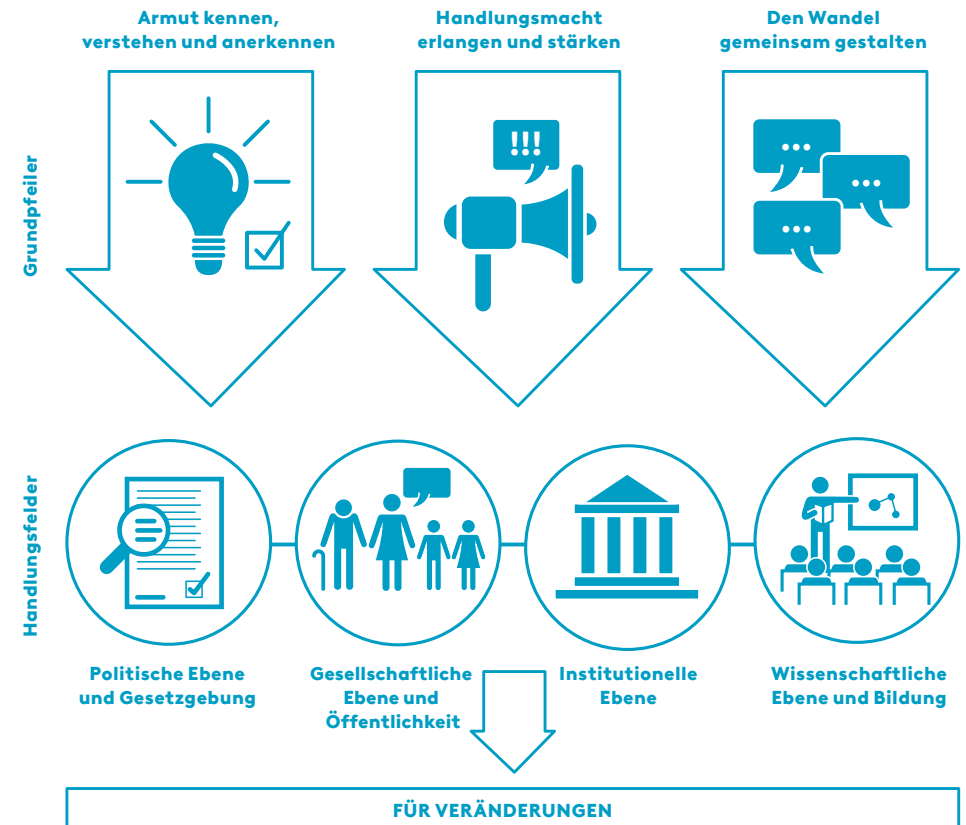 Armut kennen,
verstehen und anerkennen
Handlungsmacht
erlangen und stärken
Den Wandel
gemeinsam gestalten
Grundpfeiler
!!!
Handlungsfelder
Politische Ebene
und Gesetzgebung
Gesellschaftliche
Ebene und
Öffentlichkeit
Institutionelle
Ebene
Wissenschaftliche
Ebene und Bildung
FÜR VERÄNDERUNGEN